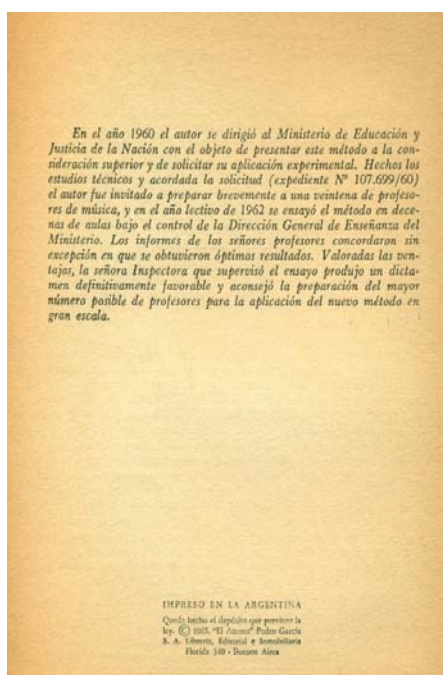 En el año 1960 el autor se dirigió al Ministerio de Educación y
Justicia de la Nación con el objeto de presentar este método a la con-
sideración superior y de solicitar su aplicación experimental. Hechos los
estudios técnicos y acordada la solicitud (expediente Nº 107.699/60)
el autor fue invitado a preparar brevemente a una veintena de profeso-
res de música, y en el año lectivo de 1962 se ensayó el método en dece-
nas de aulas bajo el control de la Dirección General de Enseñanza del
Ministerio. Los informes de los señores profesores concordaron sin
excepción en que se obtuvieron óptimos resultados. Valoradas las ven-
tajas, la señora Inspectora que supervisó el ensayo produjo un dicta-
men definitivamente favorable y aconsejó la preparación del mayor
número posible de profesores para la aplicación del nuevo método en
gran escala.
IMPRESO EN LA ARGENTINA
Queda hecho el depósito que previene la
ley. © "El Ateneo" Pedro García
S. A. Librería, Editorial e Inmobiliaria
Florida 340 - Buenos Aires